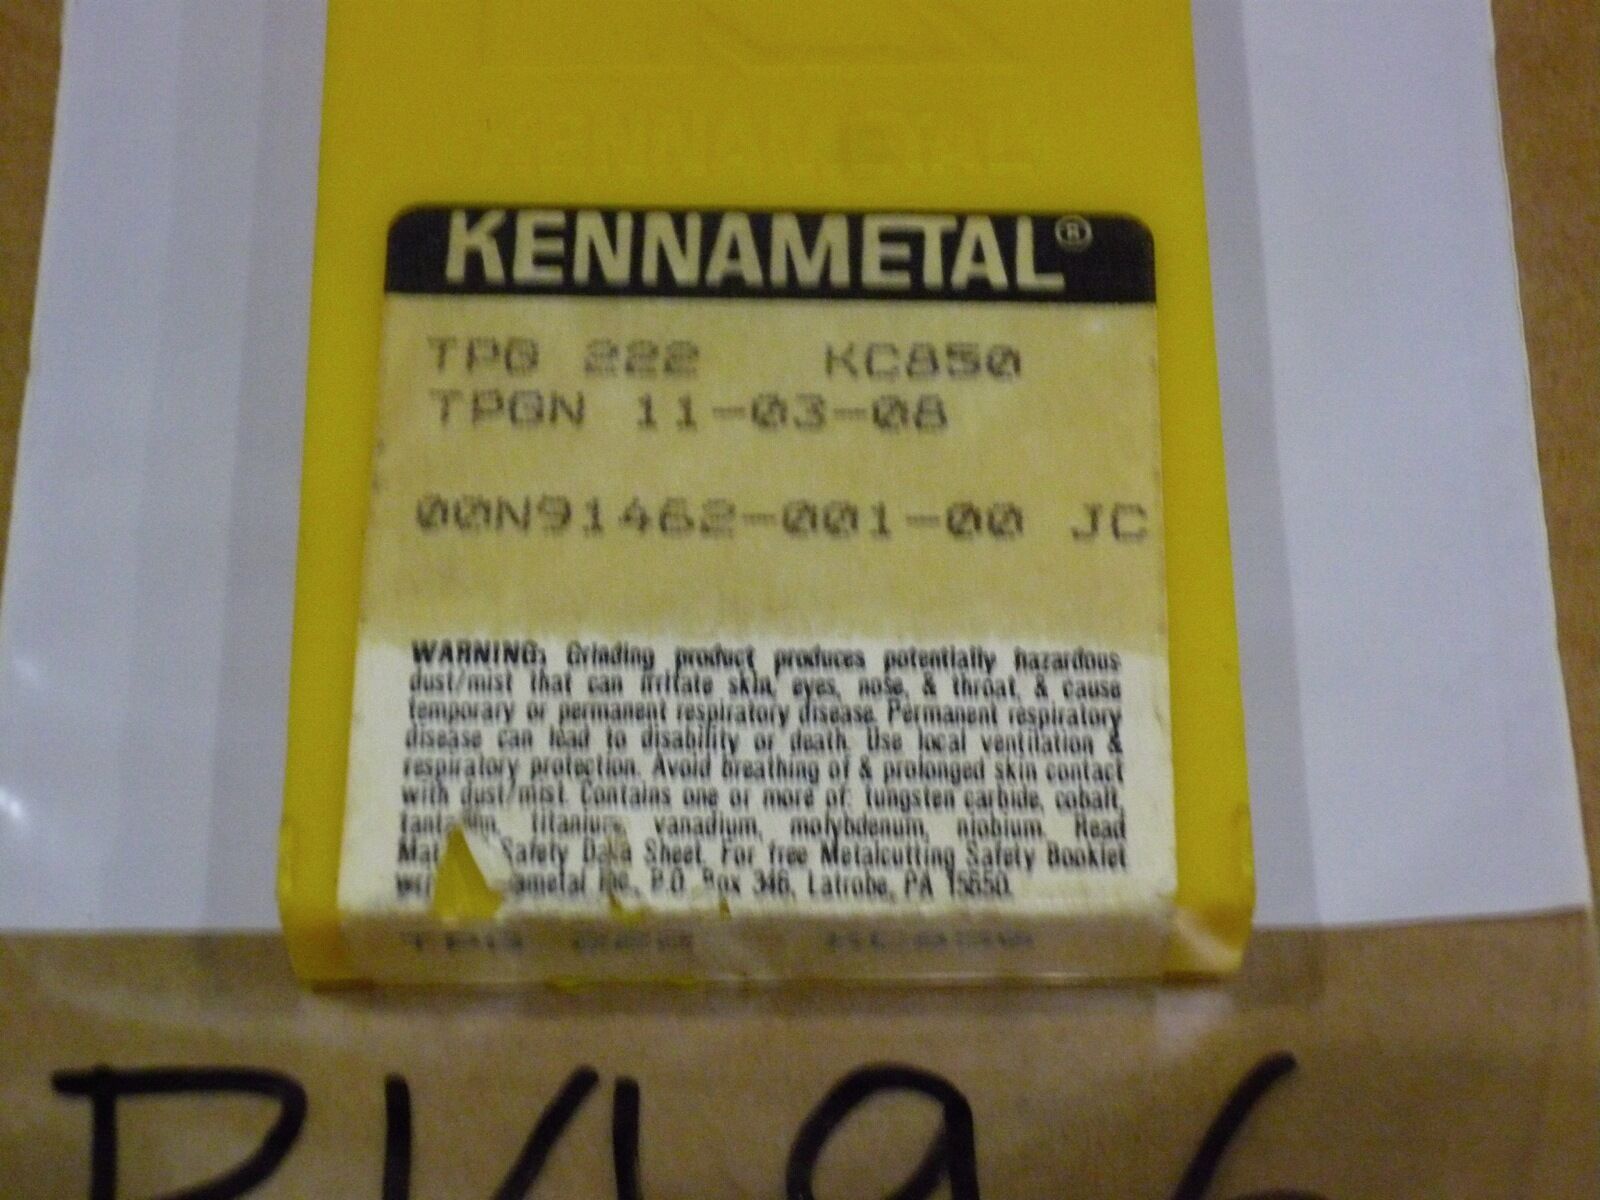 KENNAMETAL®
TPG 222 KC850
TPGN 11-03-08
00N91462-001-00 JC
WARNING: Grinding product produces potentially hazardous
dust/mist that can irritate skin, eyes, nose, & throat, & cause
temporary or permanent respiratory disease. Permanent respiratory
disease can lead to disability or death. Use local ventilation &
respiratory protection. Avoid breathing of & prolonged skin contact
with dust/mist. Contains one or more of: tungsten carbide, cobalt,
titanium, vanadium, molybdenum, niobium. Read
Safety Data Sheet. For free Metalcutting Safety Booklet
Inc., P.O. Box 346, Latrobe, PA 15650.
TPG KC850